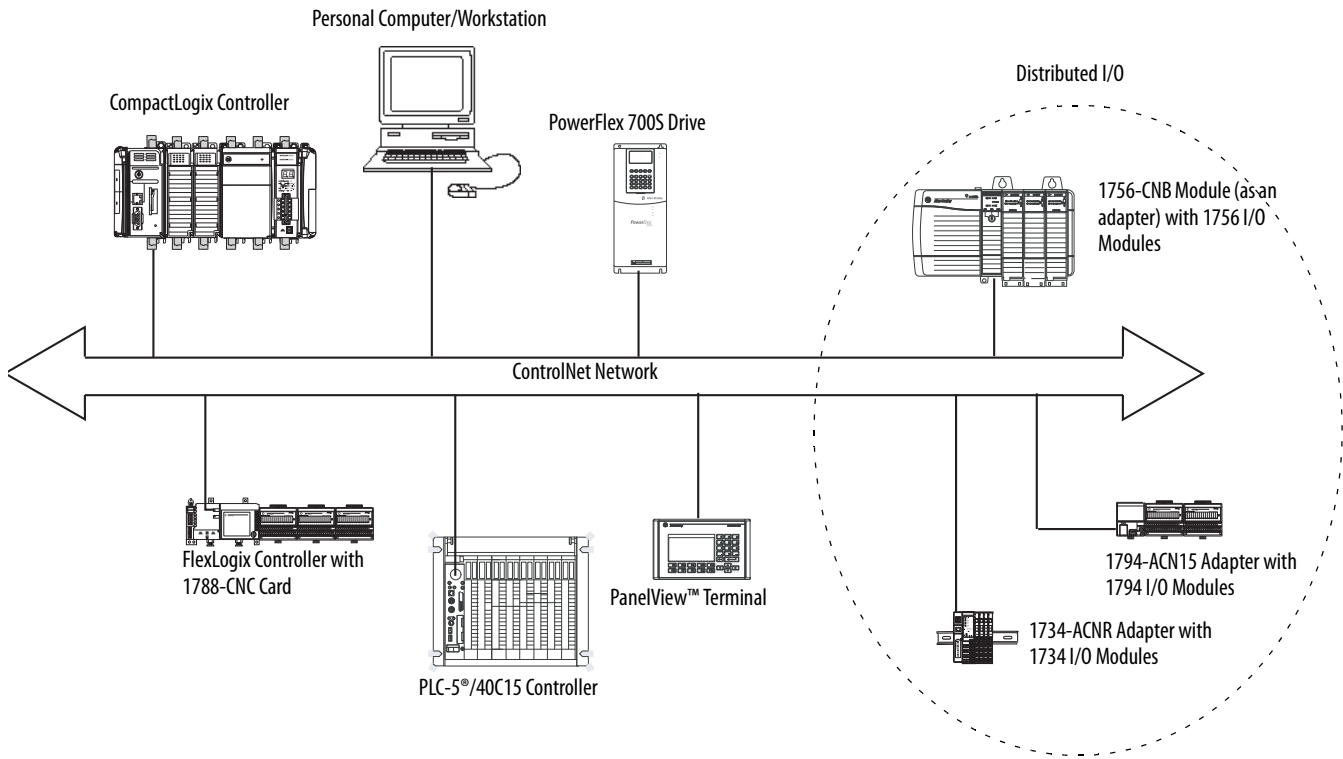 Personal Computer/Workstation
Distributed I/O
CompactLogix Controller
PowerFlex 700S Drive
1756-CNB Module (as an
adapter) with 1756 I/O
Modules
ControlNet Network
FlexLogix Controller with
1788-CNC Card
PanelView™ Terminal
1794-ACN15 Adapter with
1794 I/O Modules
1734-ACNR Adapter with
1734 I/O Modules
PLC-5®/40C15 Controller